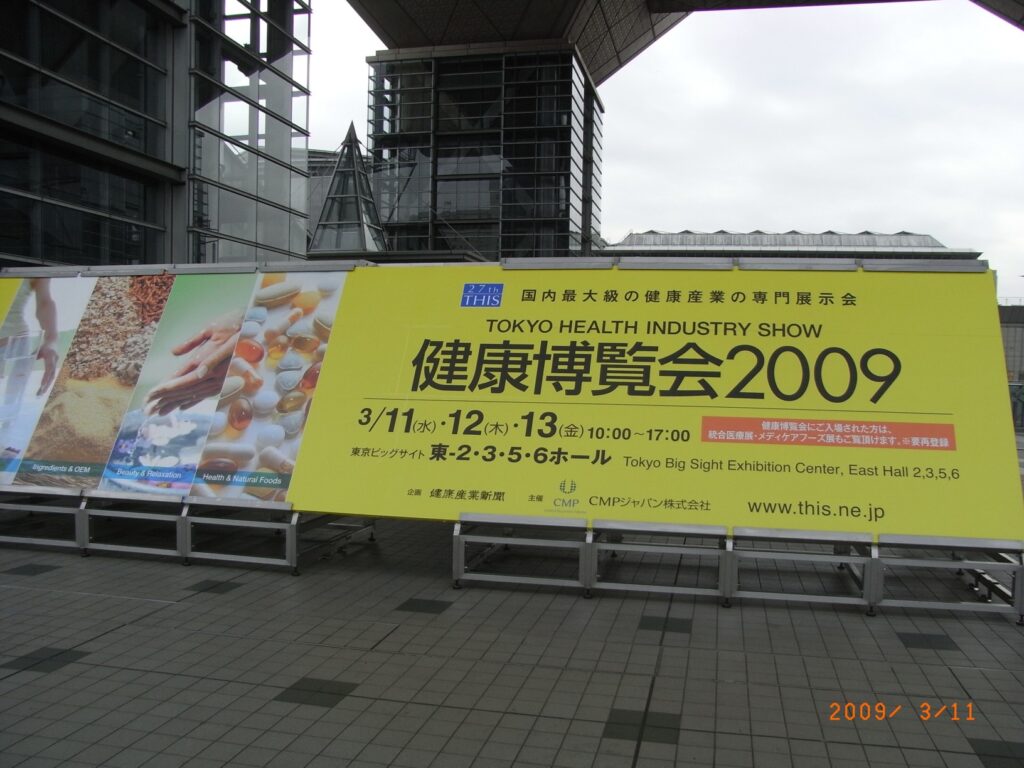 27th
THIS
国内最大級の健康産業の専門展示会
TOKYO HEALTH INDUSTRY SHOW
健康博覧会2009
3/11(水)・12(木)・13(金) 10:00～17:00
健康博覧会にご入場された方は、
統合医療展・メディケアフーズ展もご覧頂けます。※要再登録
東京ビッグサイト 東-2・3・5・6ホール Tokyo Big Sight Exhibition Center, East Hall 2,3,5,6
企画 健康産業新聞 主催 CMP CMPジャパン株式会社 www.this.ne.jp
Ingredients & OEM
Beauty & Relaxation
Health & Natural Foods
2009/ 3/11